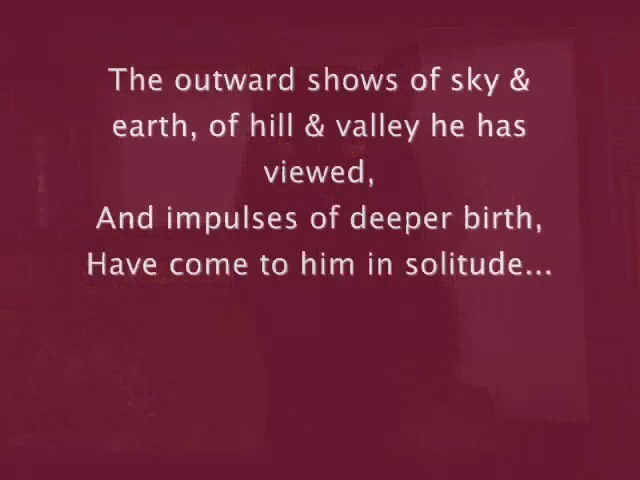 The outward shows of sky &
earth, of hill & valley he has
viewed,
And impulses of deeper birth,
Have come to him in solitude...